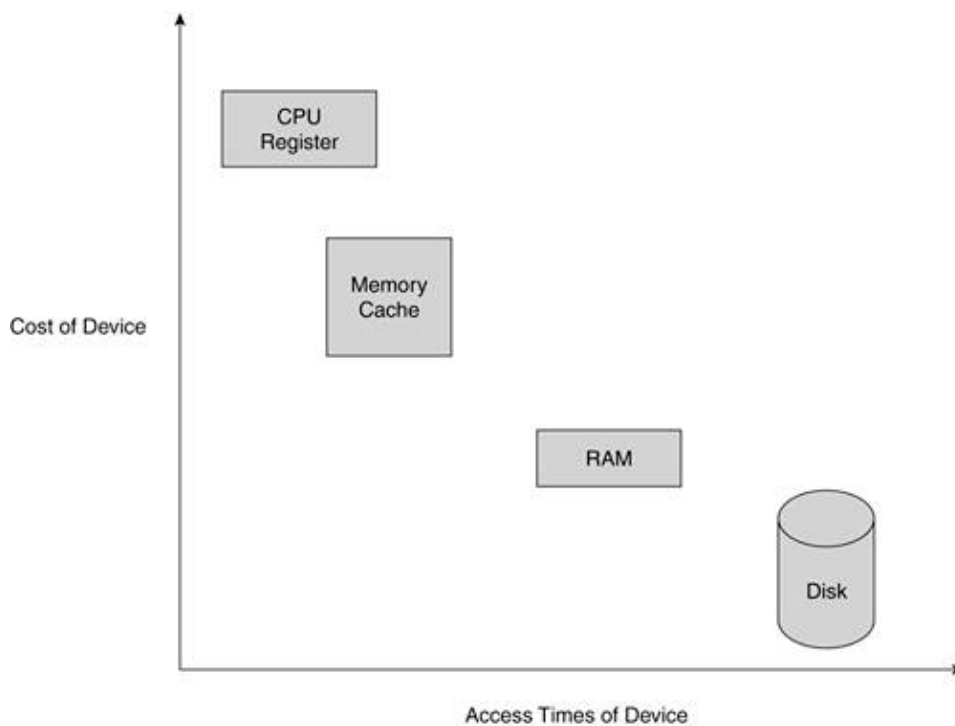 CPU
Register
Memory
Cache
Cost of Device
RAM
Disk
Access Times of Device